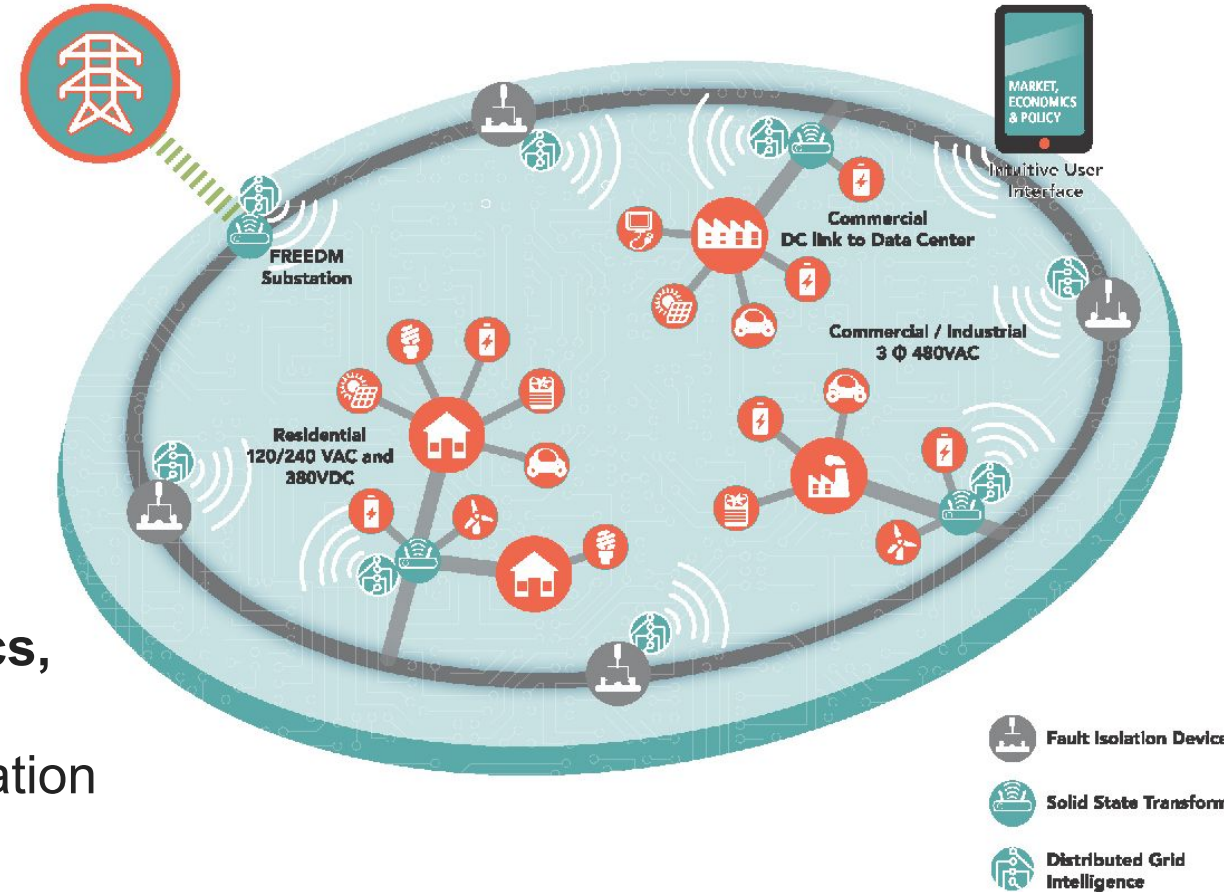 MARKET,
ECONOMICS
& POLICY
Intuitive User
Interface
Commercial
DC link to Data Center
FREEDM
Substation
Commercial / Industrial
3 Φ 480VAC
Residential
120/240 VAC and
380VDC
cs,
ation
Fault Isolation Device
Solid State Transform
Distributed Grid
Intelligence